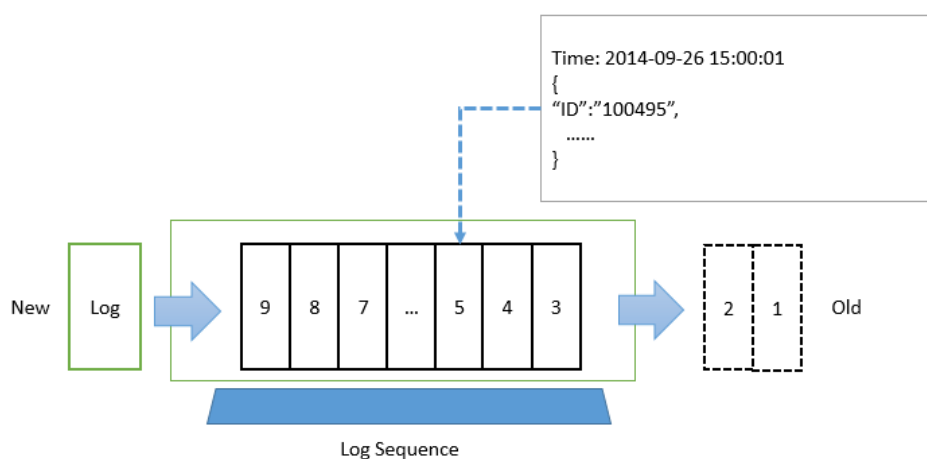 Time: 2014-09-26 15:00:01
{
“ID”:”100495”,
……
}
New
Log
9 8 7 … 5 4 3
2 1
Old
Log Sequence